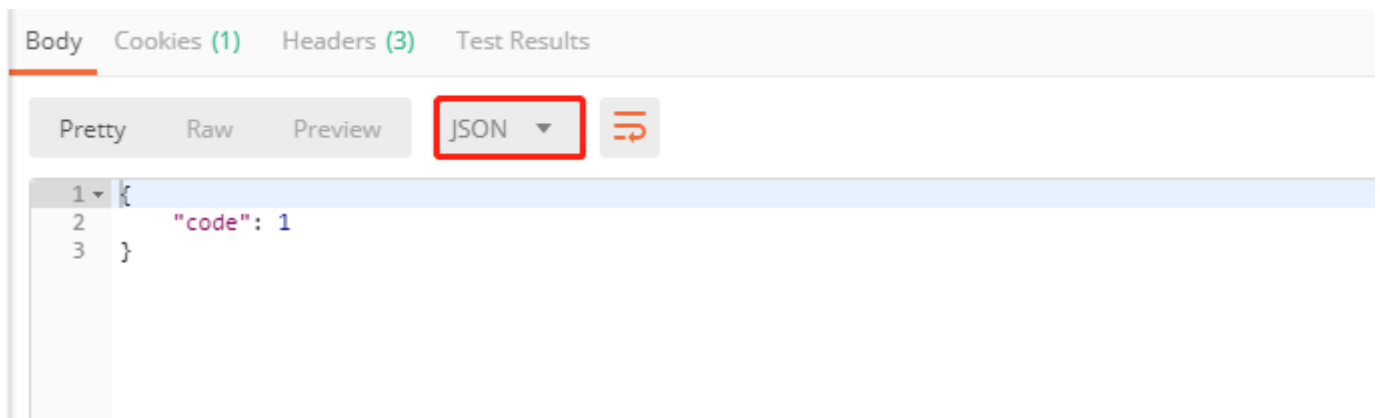 Body Cookies (1) Headers (3) Test Results
Pretty Raw Preview JSON
1 {
2 "code": 1
3 }